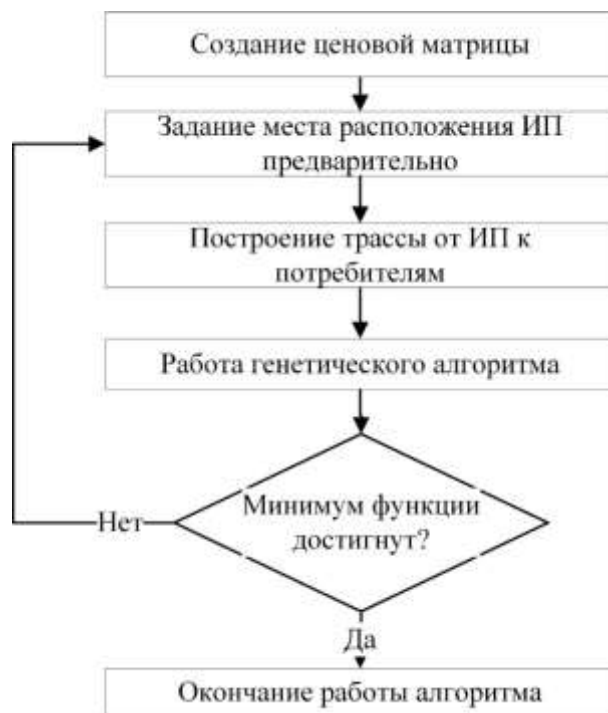 Создание ценовой матрицы
Задание места расположения ИП
предварительно
Построение трассы от ИП к
потребителям
Работа генетического алгоритма
Минимум функции
достигнут?
Нет
Да
Окончание работы алгоритма